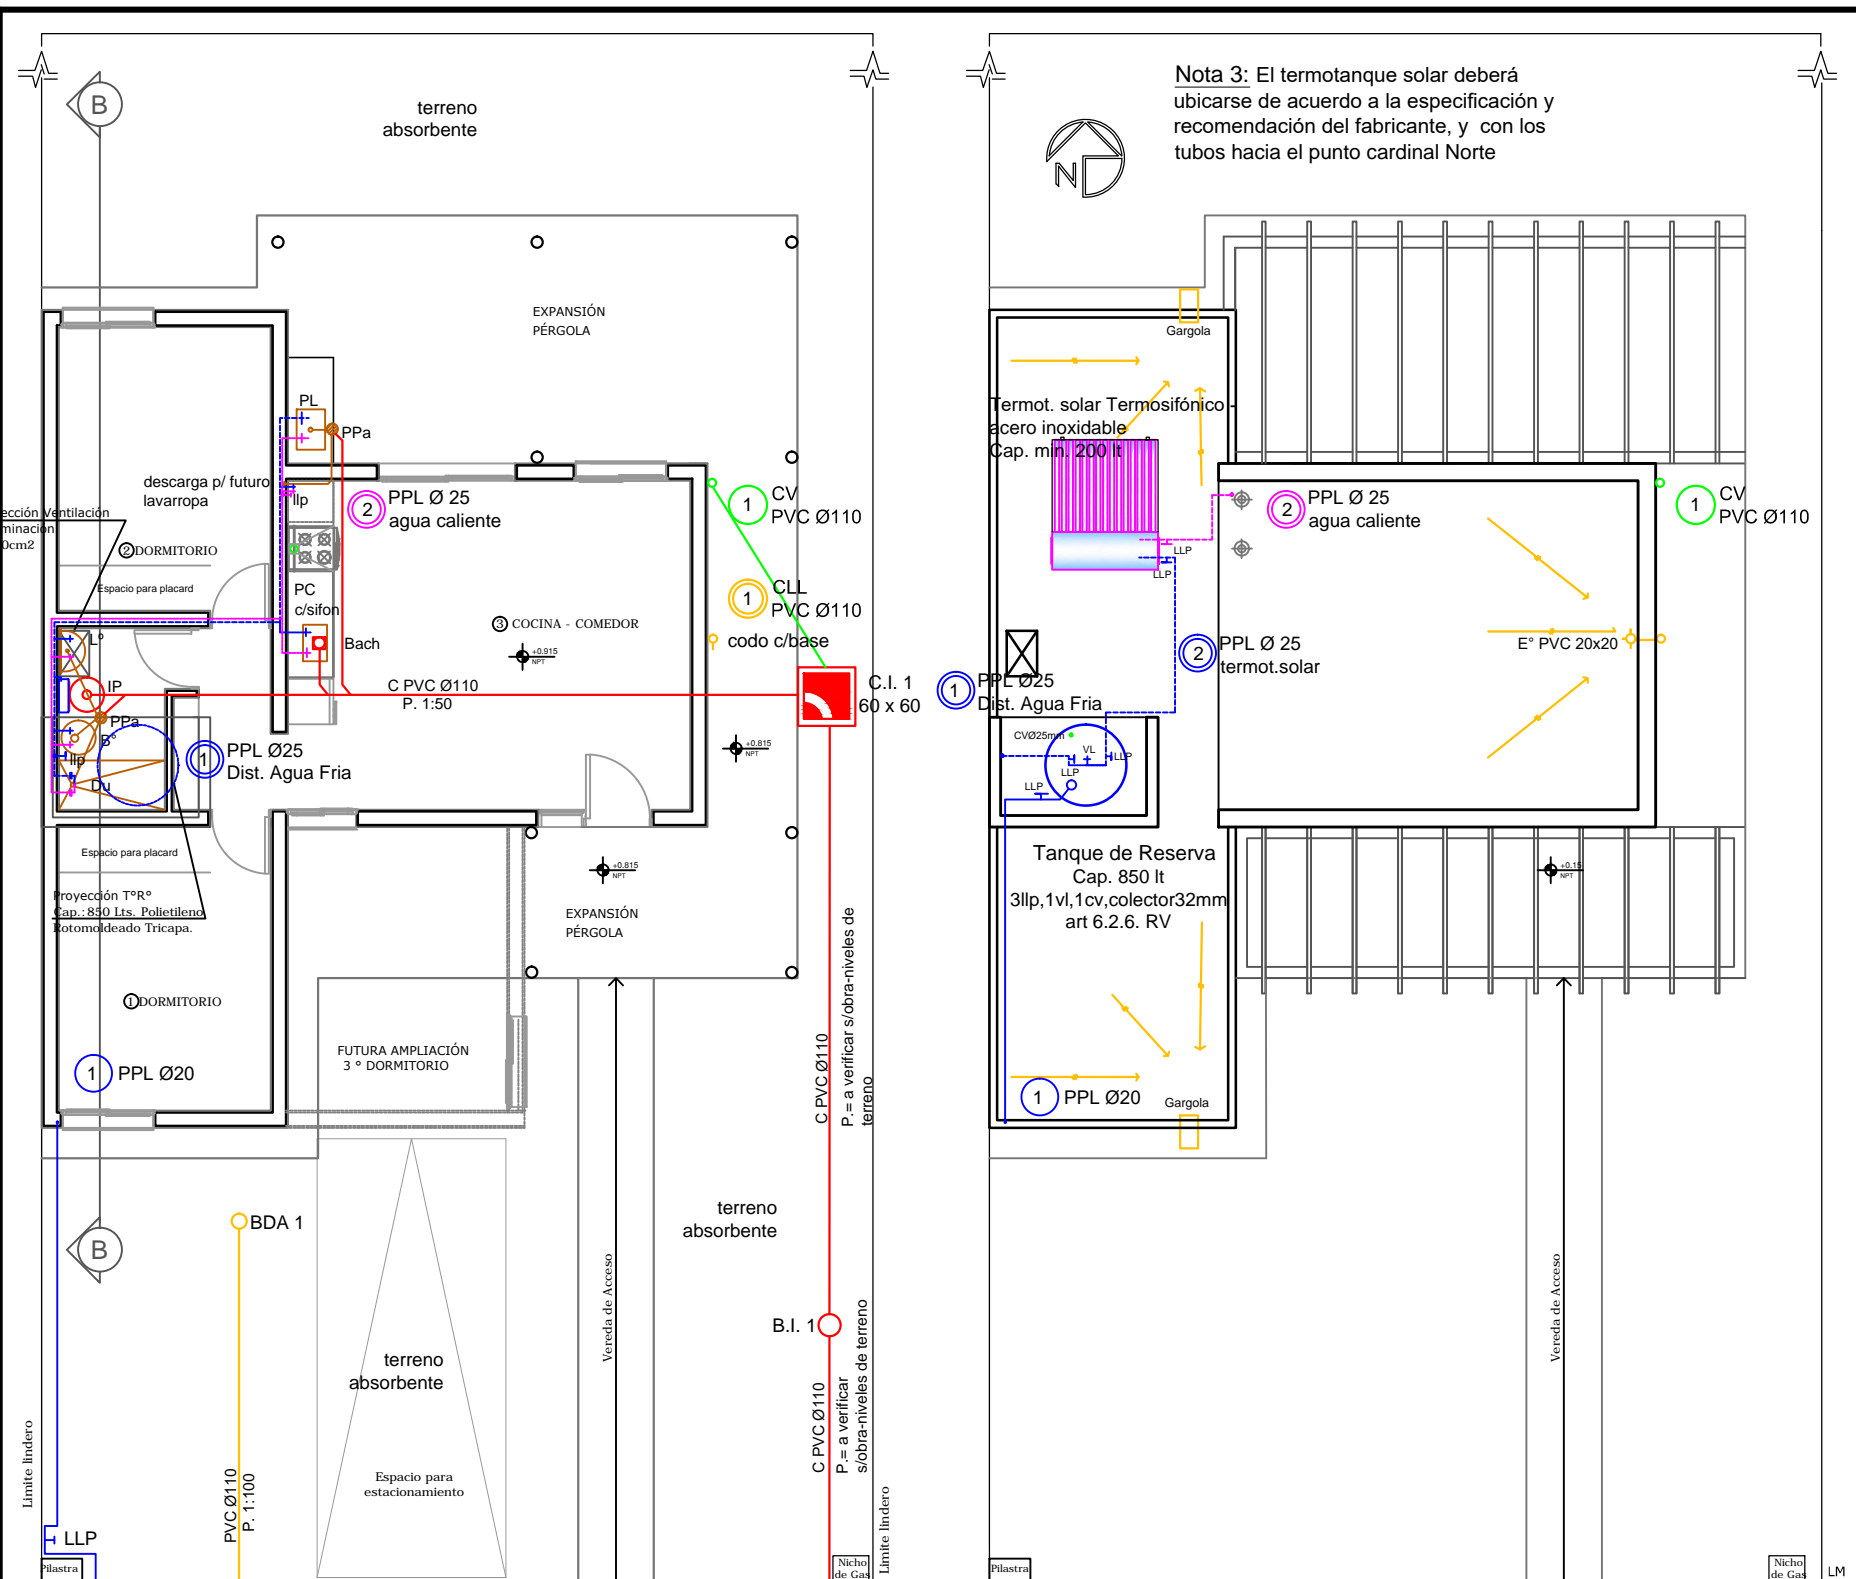 Nota 3: El termotanque solar deberá
ubicarse de acuerdo a la especificación y
recomendación del fabricante, y con los
tubos hacia el punto cardinal Norte
B
terreno
absorbente
N
EXPANSIÓN
PÉRGOLA
PL
PPa
descarga p/ futuro
lavarropa
llp
2
PPL Ø 25
agua caliente
1
CV
PVC Ø110
Ventilación
0cm2
2 DORMITORIO
Espacio para placard
PC
c/sifon
Bach
3 COCINA - COMEDOR
+0.915
NPT
1
CLL
PVC Ø110
codo c/base
L°
IP
PPa
B°
llp
Du
C PVC Ø110
P. 1:50
C.I. 1
60 x 60
1
PPL Ø25
Dist. Agua Fria
+0.815
NPT
Espacio para placard
Proyección T°R°
Cap.: 850 Lts. Polietileno
Rotomoldeado Tricapa.
+0.815
NPT
EXPANSIÓN
PÉRGOLA
1 DORMITORIO
FUTURA AMPLIACIÓN
3 ° DORMITORIO
1
PPL Ø20
C PVC Ø110
P.= a verificar s/obra-niveles de
terreno
BDA 1
B
terreno
absorbente
B.I. 1
Vereda de Acceso
terreno
absorbente
C PVC Ø110
P.= a verificar
s/obra-niveles de terreno
Espacio para
estacionamiento
PVC Ø110
P. 1:100
Limite lindero
Limite lindero
LLP
Pilastra
Nicho
de Gas
Gargola
Termot. solar Termosifónico -
acero inoxidable
Cap. min. 200 lt
2
PPL Ø 25
agua caliente
1
CV
PVC Ø110
LLP
LLP
2
PPL Ø 25
termot.solar
E° PVC 20x20
1
PPL Ø25
Dist. Agua Fria
CVØ25mm
VL
LLP
LLP
LLP
Tanque de Reserva
Cap. 850 lt
3llp,1vl,1cv,colector32mm
art 6.2.6. RV
+0.15
NPT
1
PPL Ø20
Gargola
Vereda de Acceso
Pilastra
Nicho
de Gas
LM